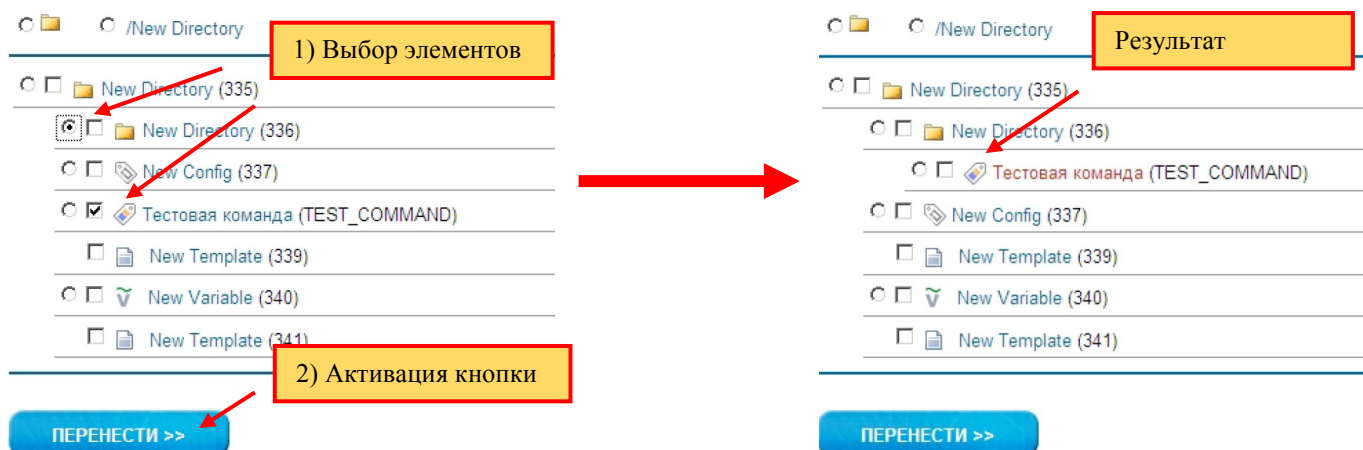 /New Directory
1) Выбор элементов
New Directory (335)
New Directory (336)
New Config (337)
Тестовая команда (TEST_COMMAND)
New Template (339)
New Variable (340)
New Template (341)
2) Активация кнопки
ПЕРЕНЕСТИ >>
/New Directory
Результат
New Directory (335)
New Directory (336)
Тестовая команда (TEST_COMMAND)
New Config (337)
New Template (339)
New Variable (340)
New Template (341)
ПЕРЕНЕСТИ >>